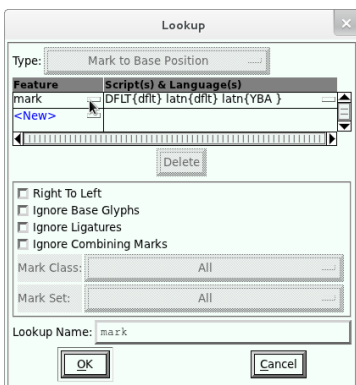 Lookup
Type: Mark to Base Position
Feature Script(s) & Language(s)
mark DFLT{dflt} latn{dflt} latn{YBA }
<New>
Delete
Right To Left
Ignore Base Glyphs
Ignore Ligatures
Ignore Combining Marks
Mark Class: All
Mark Set: All
Lookup Name: mark
OK Cancel